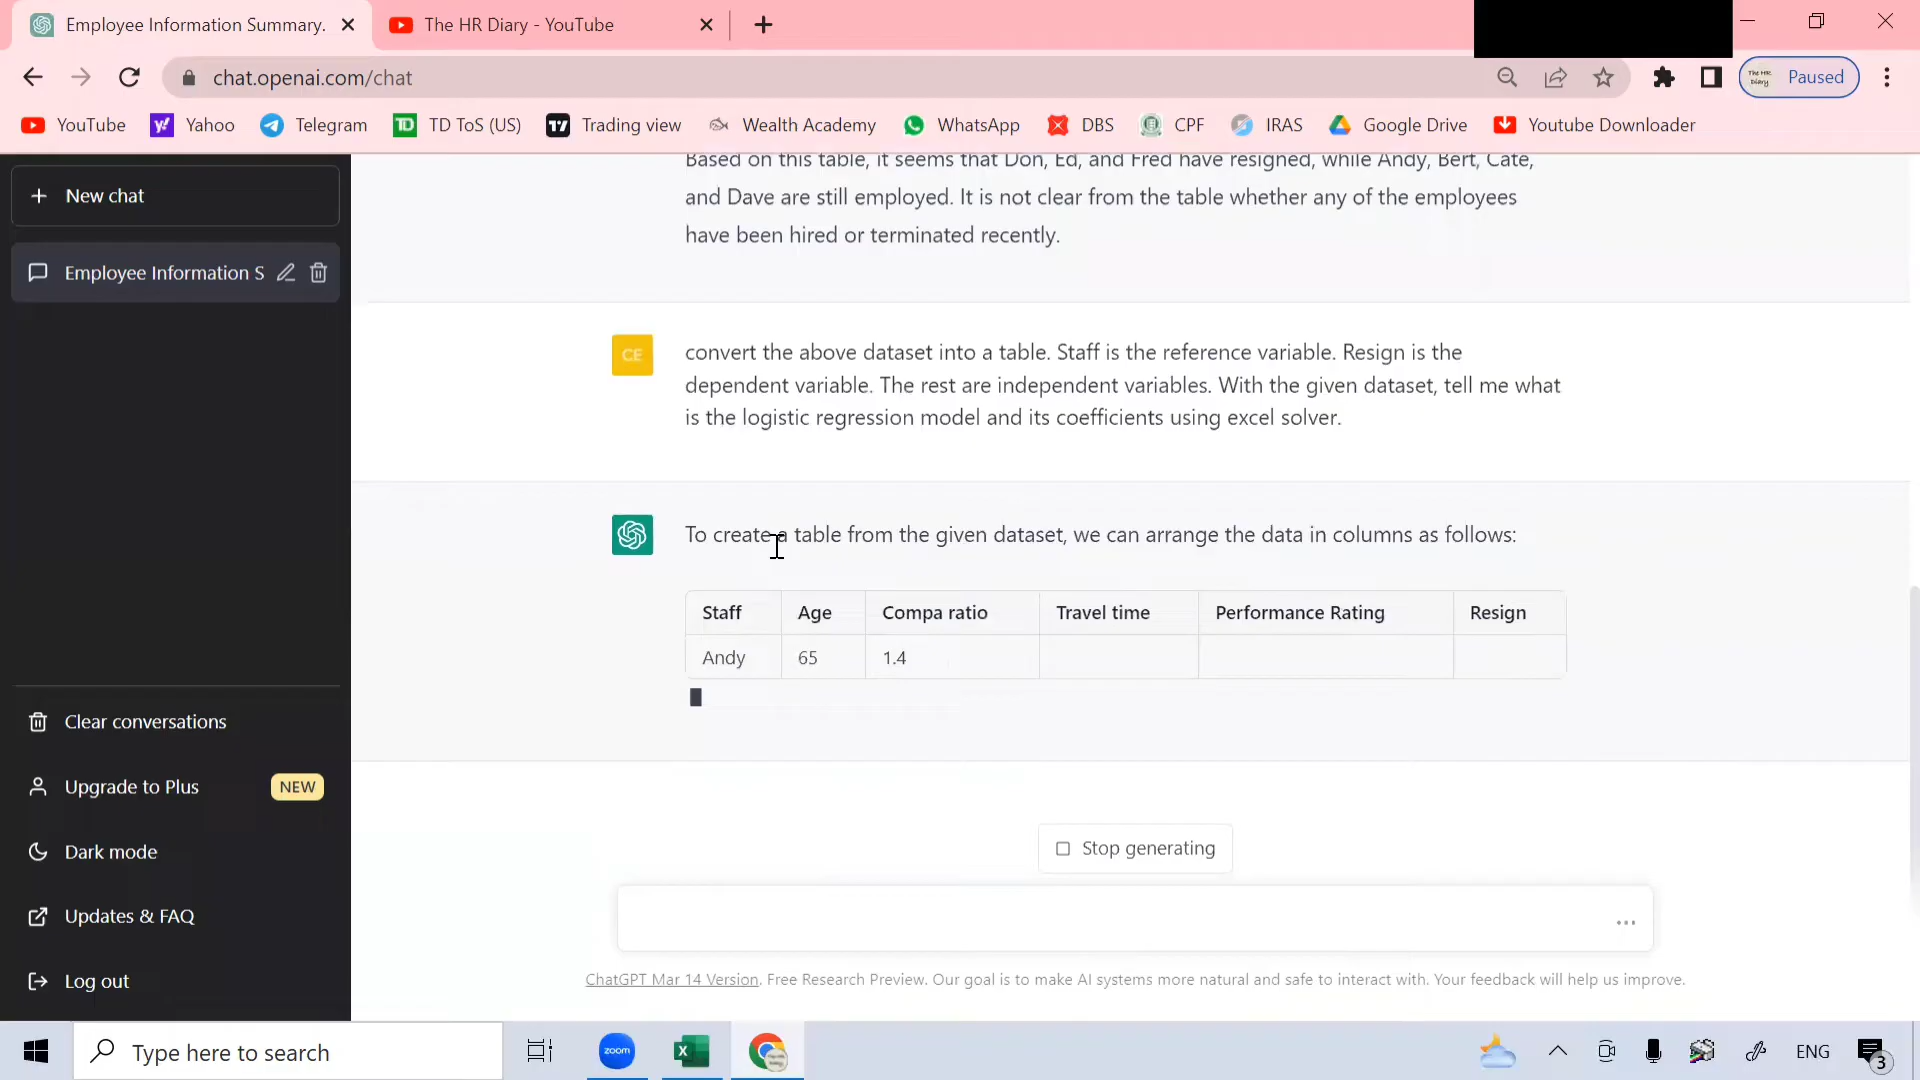 Employee Information Summary.
The HR Diary - YouTube
chat.openai.com/chat
The HR Diary
Paused
YouTube
Yahoo
Telegram
TD ToS (US)
Trading view
Wealth Academy
WhatsApp
DBS
CPF
IRAS
Google Drive
Youtube Downloader
New chat
Employee Information S
Based on this table, it seems that Don, Ed, and Fred have resigned, while Andy, Bert, Cate,
and Dave are still employed. It is not clear from the table whether any of the employees
have been hired or terminated recently.
CE
convert the above dataset into a table. Staff is the reference variable. Resign is the
dependent variable. The rest are independent variables. With the given dataset, tell me what
is the logistic regression model and its coefficients using excel solver.
To create a table from the given dataset, we can arrange the data in columns as follows:
Staff Age Compa ratio Travel time Performance Rating Resign
Andy 65 1.4
Clear conversations
Upgrade to Plus NEW
Dark mode
Updates & FAQ
Log out
Stop generating
ChatGPT Mar 14 Version. Free Research Preview. Our goal is to make AI systems more natural and safe to interact with. Your feedback will help us improve.
Type here to search
zoom
ENG
3